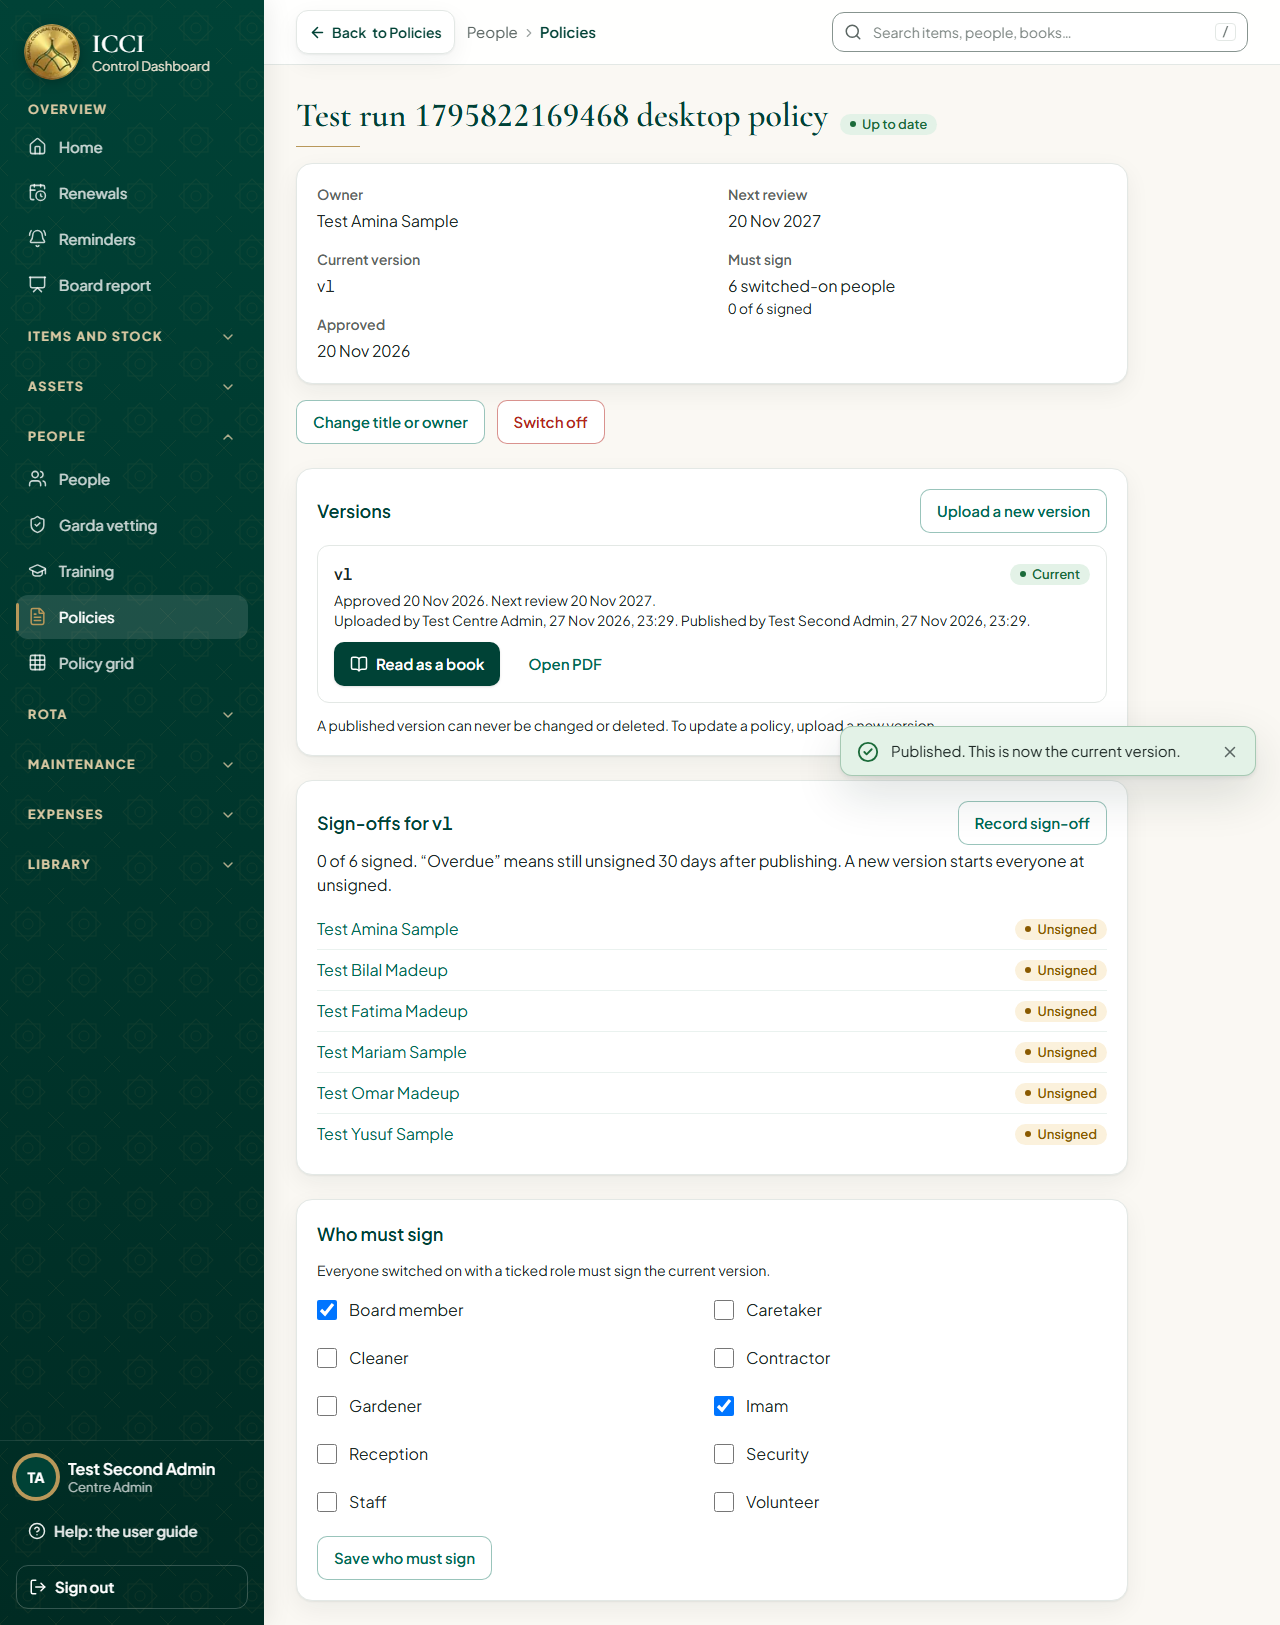 ICCI
Control Dashboard
OVERVIEW
Home
Renewals
Reminders
Board report
ITEMS AND STOCK
ASSETS
PEOPLE
People
Garda vetting
Training
Policies
Policy grid
ROTA
MAINTENANCE
EXPENSES
LIBRARY
TA
Test Second Admin
Centre Admin
Help: the user guide
Sign out
Back to Policies
People › Policies
Search items, people, books...
/
Test run 1795822169468 desktop policy
Up to date
Owner
Test Amina Sample
Current version
v1
Approved
20 Nov 2026
Next review
20 Nov 2027
Must sign
6 switched-on people
0 of 6 signed
Change title or owner
Switch off
Versions
Upload a new version
v1
Current
Approved 20 Nov 2026. Next review 20 Nov 2027.
Uploaded by Test Centre Admin, 27 Nov 2026, 23:29. Published by Test Second Admin, 27 Nov 2026, 23:29.
Read as a book
Open PDF
A published version can never be changed or deleted. To update a policy, upload a new version.
Published. This is now the current version.
Sign-offs for v1
Record sign-off
0 of 6 signed. “Overdue” means still unsigned 30 days after publishing. A new version starts everyone at
unsigned.
Test Amina Sample
Unsigned
Test Bilal Madeup
Unsigned
Test Fatima Madeup
Unsigned
Test Mariam Sample
Unsigned
Test Omar Madeup
Unsigned
Test Yusuf Sample
Unsigned
Who must sign
Everyone switched on with a ticked role must sign the current version.
Board member
Caretaker
Cleaner
Contractor
Gardener
Imam
Reception
Security
Staff
Volunteer
Save who must sign